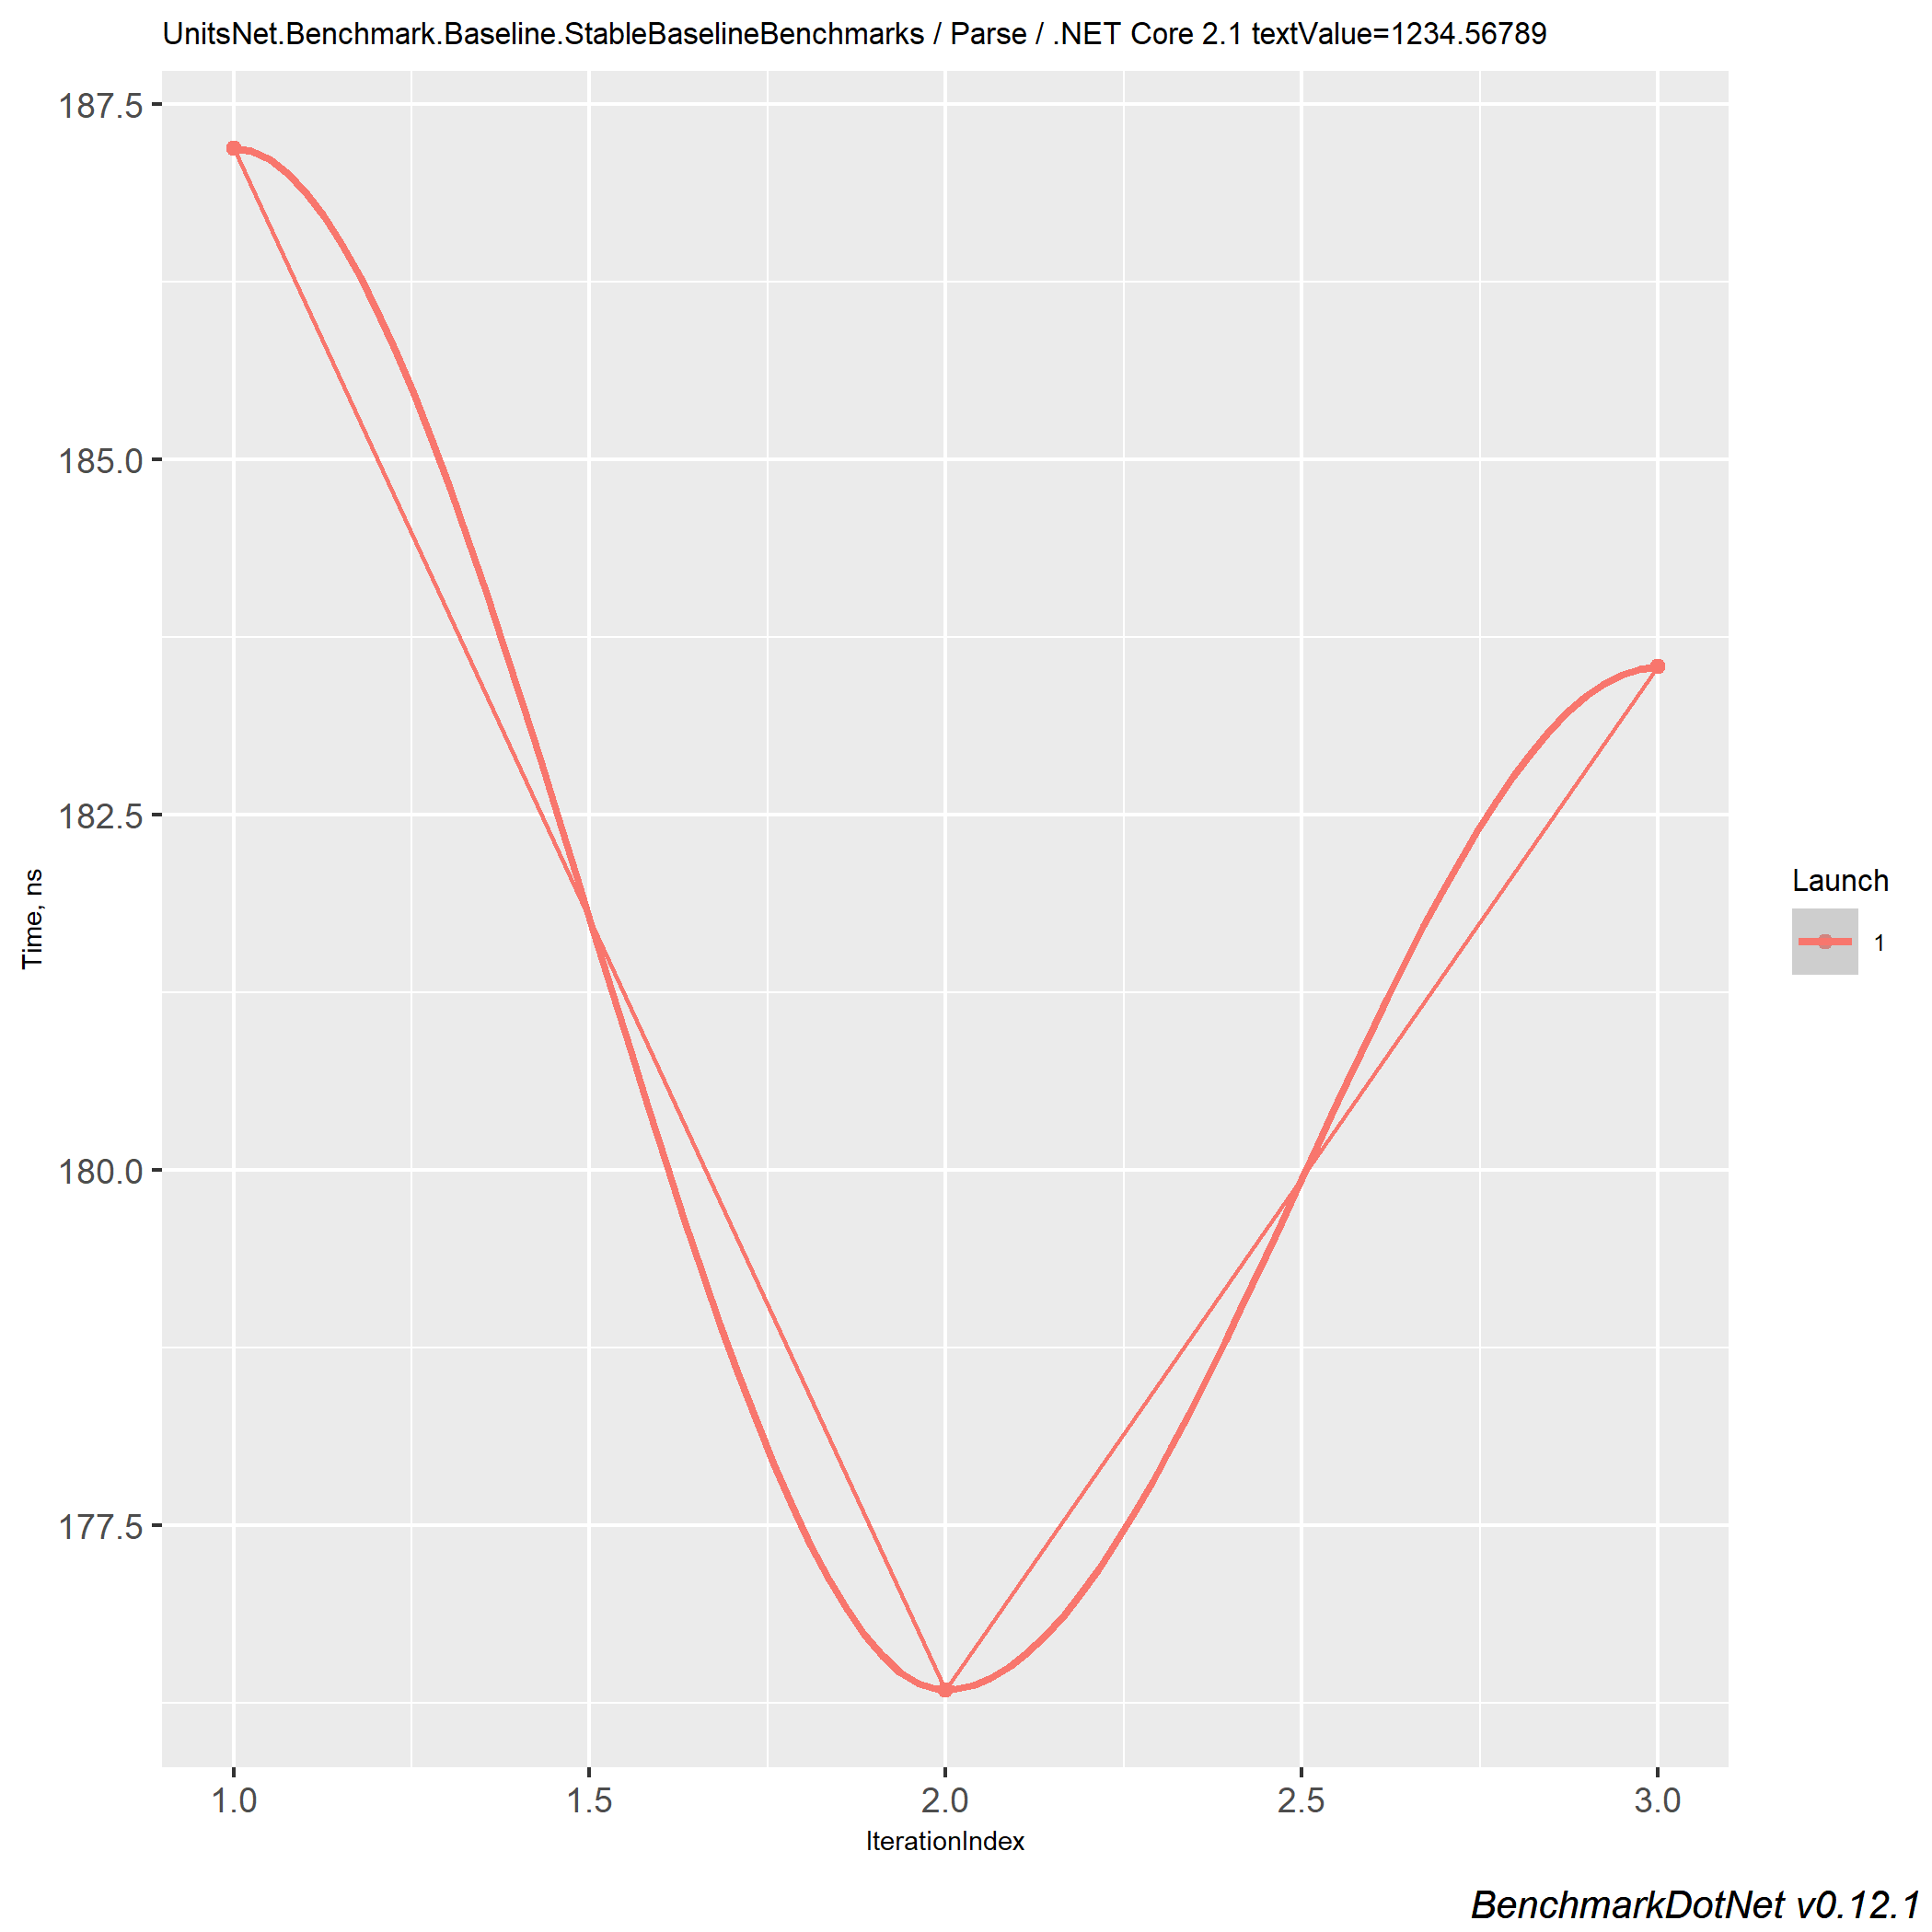 UnitsNet.Benchmark.Baseline.StableBaselineBenchmarks / Parse / .NET Core 2.1 textValue=1234.56789
187.5
185.0
182.5
180.0
177.5
Time, ns
1.0 1.5 2.0 2.5 3.0
IterationIndex
Launch
1
BenchmarkDotNet v0.12.1